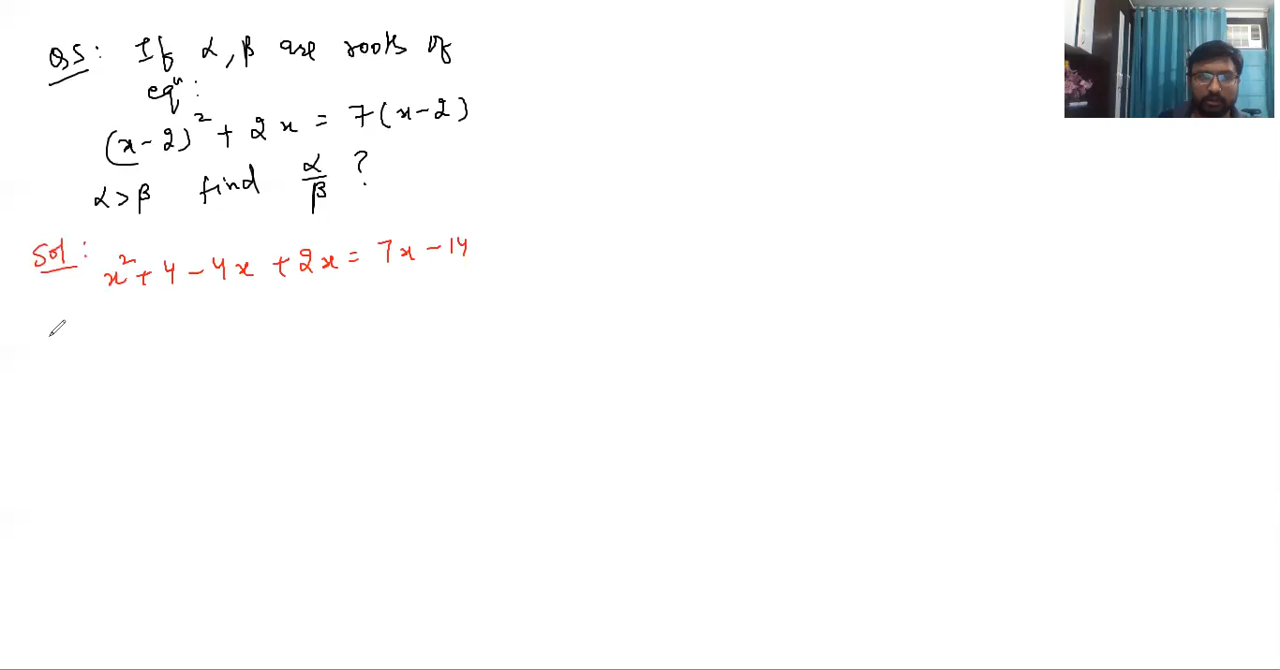 Q5: If α, β are roots of
eqⁿ:
(x-2)² + 2x = 7(x-2)
α > β find α/β ?
Sol: x² + 4 - 4x + 2x = 7x - 14